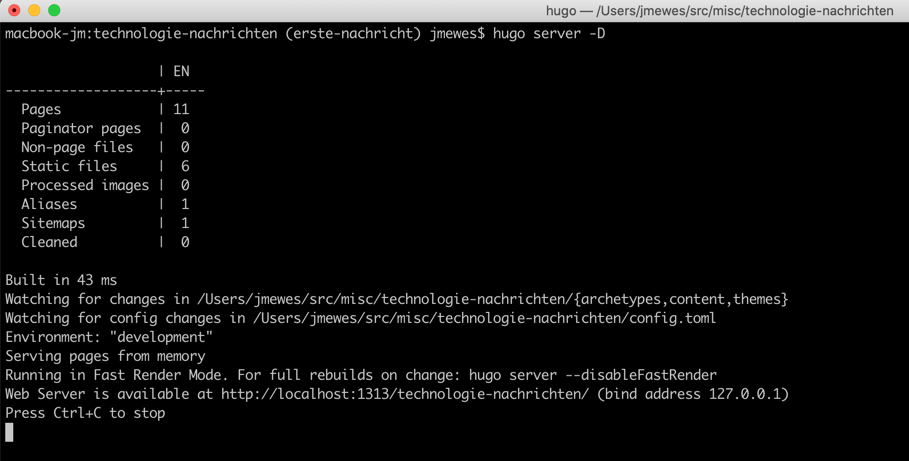 hugo — /Users/jmewes/src/misc/technologie-nachrichten
macbook-jm:technologie-nachrichten (erste-nachricht) jmewes$ hugo server -D
                   | EN
-------------------+-----
  Pages            | 11
  Paginator pages  |  0
  Non-page files   |  0
  Static files     |  6
  Processed images |  0
  Aliases          |  1
  Sitemaps         |  1
  Cleaned          |  0
Built in 43 ms
Watching for changes in /Users/jmewes/src/misc/technologie-nachrichten/{archetypes,content,themes}
Watching for config changes in /Users/jmewes/src/misc/technologie-nachrichten/config.toml
Environment: "development"
Serving pages from memory
Running in Fast Render Mode. For full rebuilds on change: hugo server --disableFastRender
Web Server is available at http://localhost:1313/technologie-nachrichten/ (bind address 127.0.0.1)
Press Ctrl+C to stop